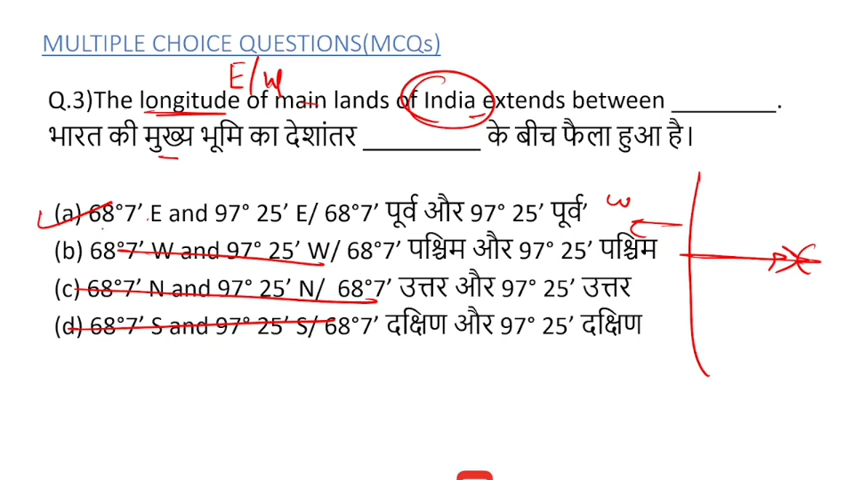 MULTIPLE CHOICE QUESTIONS(MCQs)
E/W
Q.3)The longitude of main lands of India extends between ________.
भारत की मुख्य भूमि का देशांतर _________ के बीच फैला हुआ है।
(a) 68°7’ E and 97° 25’ E/ 68°7’ पूर्व और 97° 25’ पूर्व’
W
(b) 68°7’ W and 97° 25’ W/ 68°7’ पश्चिम और 97° 25’ पश्चिम
(c) 68°7’ N and 97° 25’ N/ 68°7’ उत्तर और 97° 25’ उत्तर
(d) 68°7’ S and 97° 25’ S/ 68°7’ दक्षिण और 97° 25’ दक्षिण